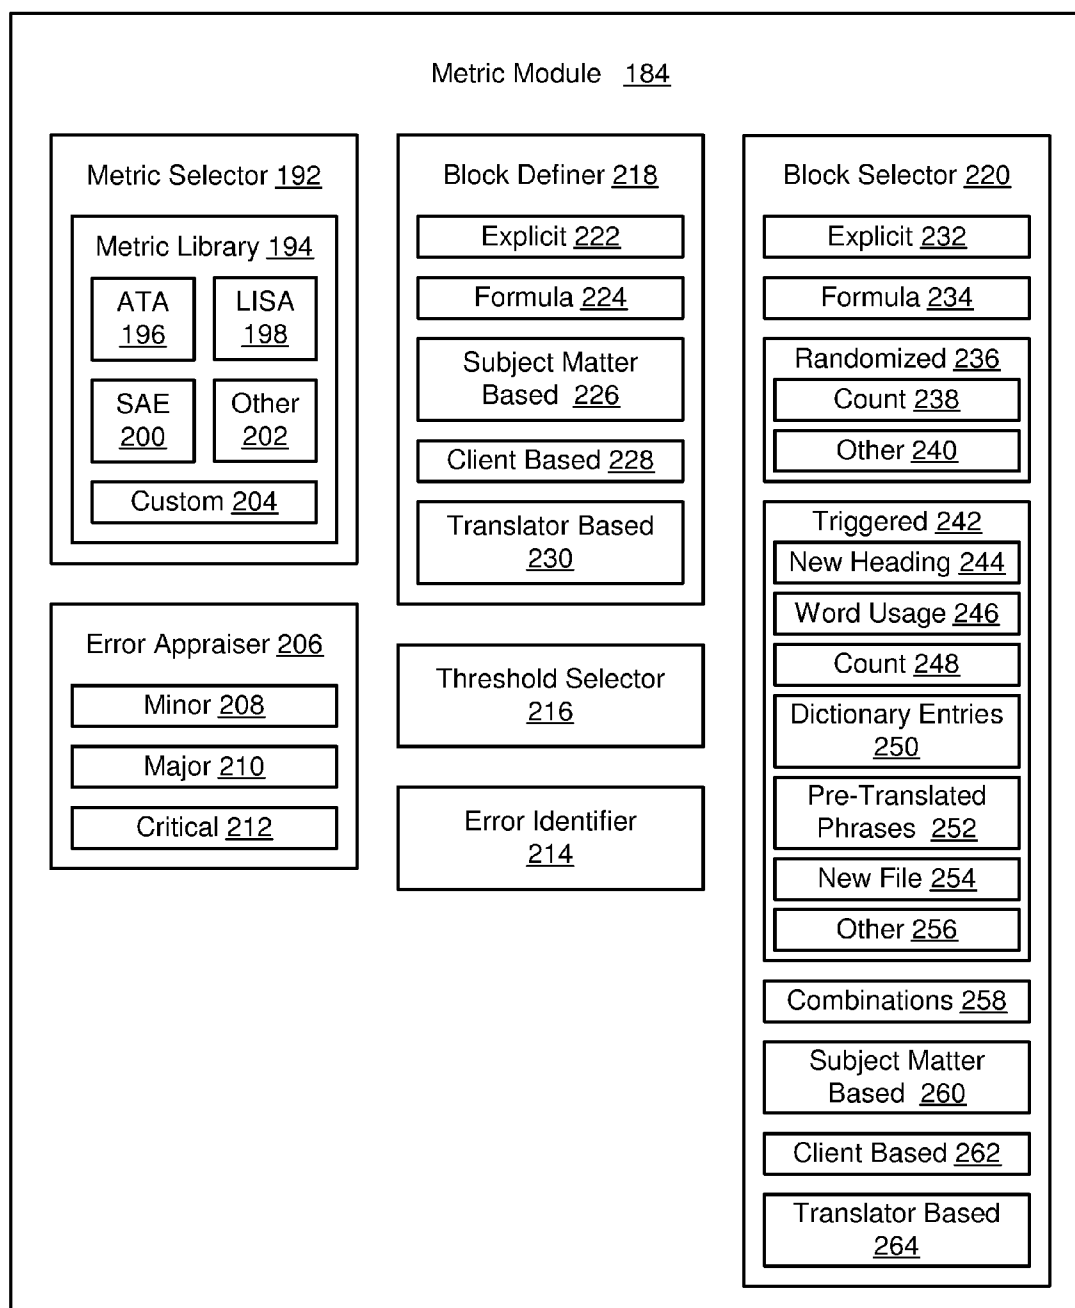 Metric Module 184
Metric Selector 192
Metric Library 194
ATA
196
LISA
198
SAE
200
Other
202
Custom 204
Error Appraiser 206
Minor 208
Major 210
Critical 212
Block Definer 218
Explicit 222
Formula 224
Subject Matter
Based 226
Client Based 228
Translator Based
230
Threshold Selector
216
Error Identifier
214
Block Selector 220
Explicit 232
Formula 234
Randomized 236
Count 238
Other 240
Triggered 242
New Heading 244
Word Usage 246
Count 248
Dictionary Entries
250
Pre-Translated
Phrases 252
New File 254
Other 256
Combinations 258
Subject Matter
Based 260
Client Based 262
Translator Based
264